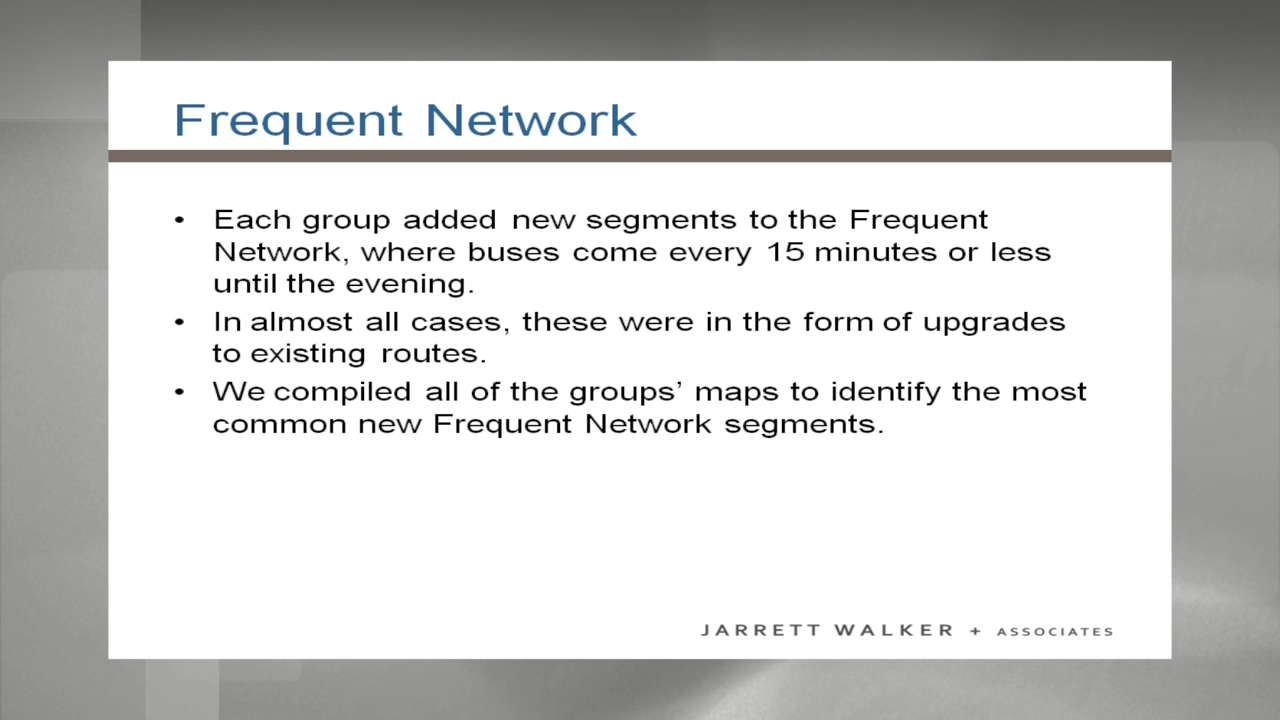 Frequent Network
• Each group added new segments to the Frequent
Network, where buses come every 15 minutes or less
until the evening.
• In almost all cases, these were in the form of upgrades
to existing routes.
• We compiled all of the groups’ maps to identify the most
common new Frequent Network segments.
JARRETT WALKER + ASSOCIATES